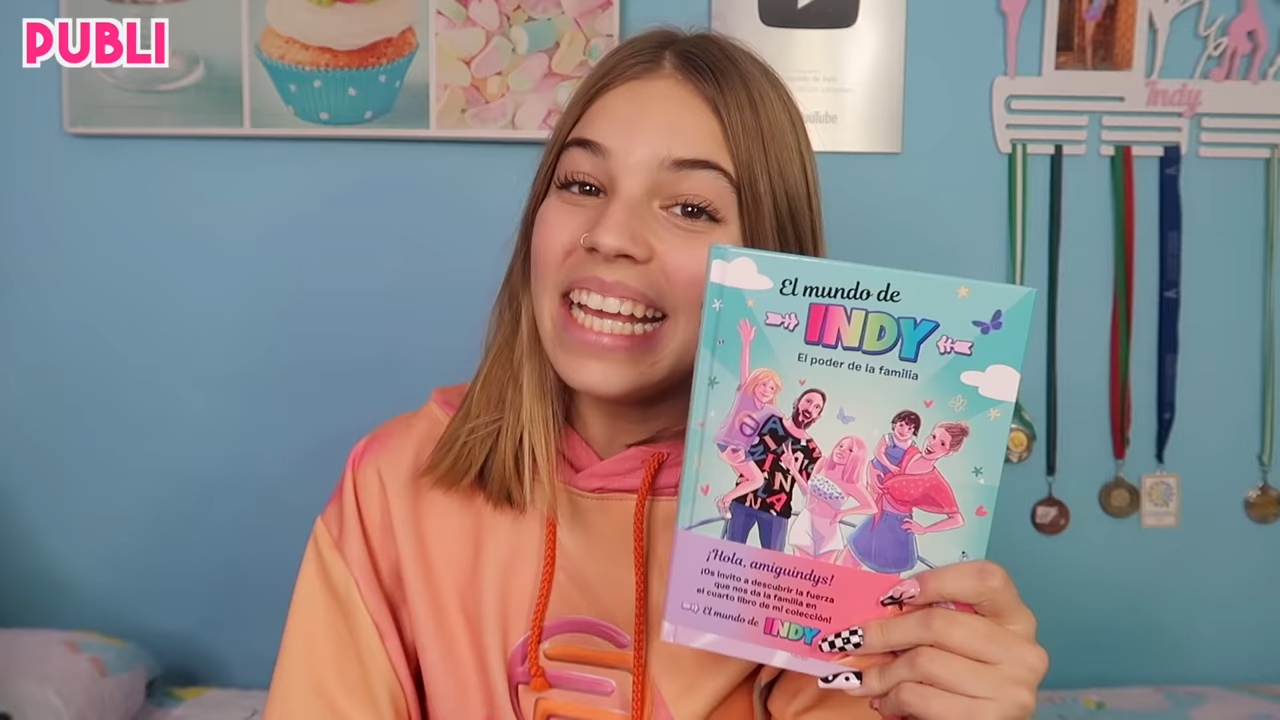 PUBLI
YouTube
Indy
El mundo de
INDY
El poder de la familia
¡Hola, amiguindys!
¡Os invito a descubrir la fuerza
que nos da la familia en
el cuarto libro de mi colección!
El mundo de INDY